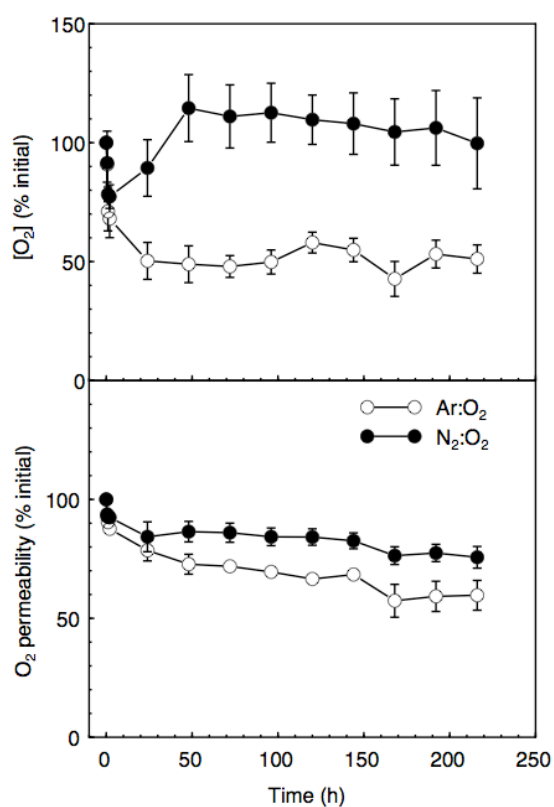 150
100
50
0
[O₂] (% initial)
Ar:O₂
N₂:O₂
100
50
0
O₂ permeability (% initial)
0 50 100 150 200 250
Time (h)